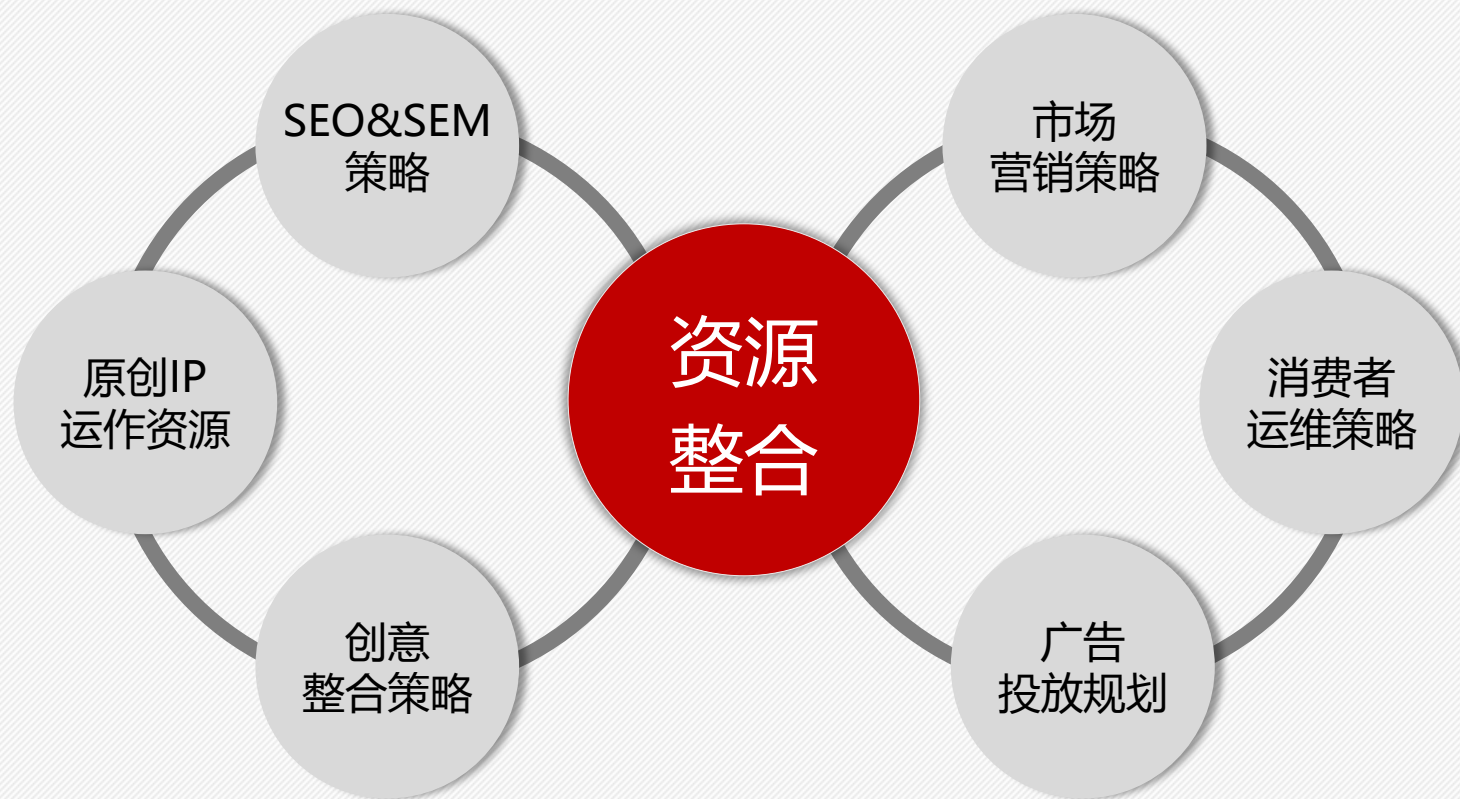 SEO&SEM
策略
原创IP
运作资源
创意
整合策略
资源
整合
市场
营销策略
消费者
运维策略
广告
投放规划